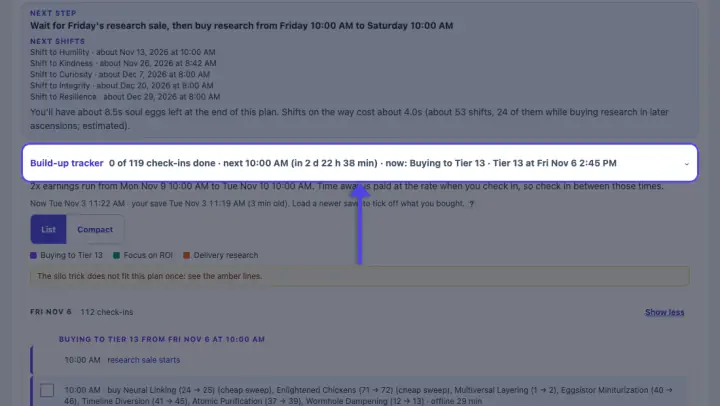 NEXT STEP
Wait for Friday's research sale, then buy research from Friday 10:00 AM to Saturday 10:00 AM
NEXT SHIFTS
Shift to Humility · about Nov 13, 2026 at 10:00 AM
Shift to Kindness · about Nov 26, 2026 at 8:42 AM
Shift to Curiosity · about Dec 7, 2026 at 8:00 AM
Shift to Integrity · about Dec 20, 2026 at 8:00 AM
Shift to Resilience · about Dec 29, 2026 at 8:00 AM
You'll have about 8.5s soul eggs left at the end of this plan. Shifts on the way cost about 4.0s (about 53 shifts, 24 of them while buying research in later
ascensions; estimated).
Build-up tracker 0 of 119 check-ins done · next 10:00 AM (in 2 d 22 h 38 min) · now: Buying to Tier 13 · Tier 13 at Fri Nov 6 2:45 PM
2x earnings run from Mon Nov 9 10:00 AM to Tue Nov 10 10:00 AM. Time away is paid at the rate when you check in, so check in between those times.
Now Tue Nov 3 11:22 AM · your save Tue Nov 3 11:19 AM (3 min old). Load a newer save to tick off what you bought. ?
List Compact
Buying to Tier 13 Focus on ROI Delivery research
The silo trick does not fit this plan once: see the amber lines.
FRI NOV 6 112 check-ins Show less
BUYING TO TIER 13 FROM FRI NOV 6 AT 10:00 AM
10:00 AM research sale starts
10:00 AM · buy Neural Linking (24 → 25) (cheap sweep), Enlightened Chickens (71 → 72) (cheap sweep), Multiversal Layering (1 → 2), Eggsistor Miniturization (40 →
46), Timeline Diversion (41 → 45), Atomic Purification (37 → 39), Wormhole Dampening (12 → 13) · offline 29 min